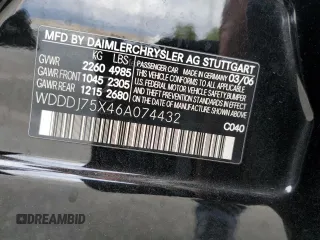 MFD BY DAIMLERCHRYSLER AG STUTTGART
PASSENGER CAR MADE IN GERMANY 03/06
KG LBS
GVWR 2260 4985
GAWR FRONT 1045 2305
GAWR REAR 1215 2680
THIS VEHICLE CONFORMS TO ALL APPLICABLE
U.S. FEDERAL MOTOR VEHICLE SAFETY BUMPER
AND THEFT PREVENTION STANDARDS IN EFFECT
ON THE DATE OF MANUFACTURE SHOWN ABOVE
WDDDJ75X46A074432
C040
DREAMBID